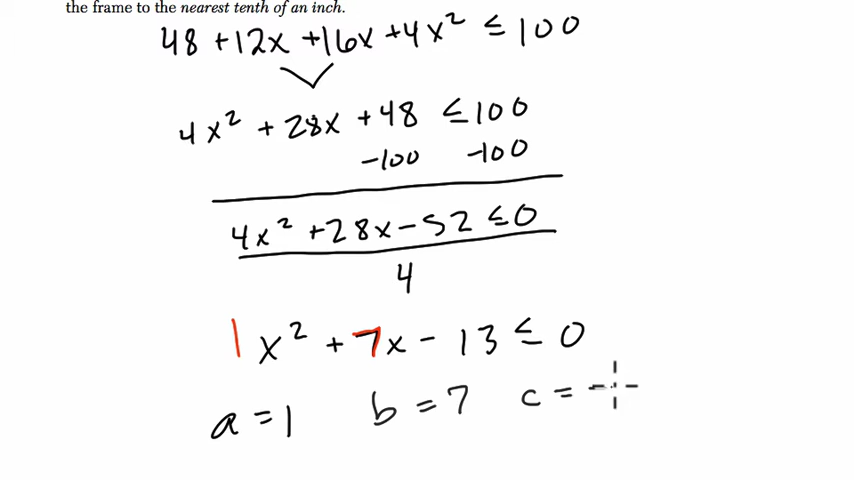 the frame to the nearest tenth of an inch.
48 + 12x + 16x + 4x² ≤ 100
4x² + 28x + 48 ≤ 100
-100 -100
4x² + 28x - 52 ≤ 0
4
1x² + 7x - 13 ≤ 0
a = 1 b = 7 c = -